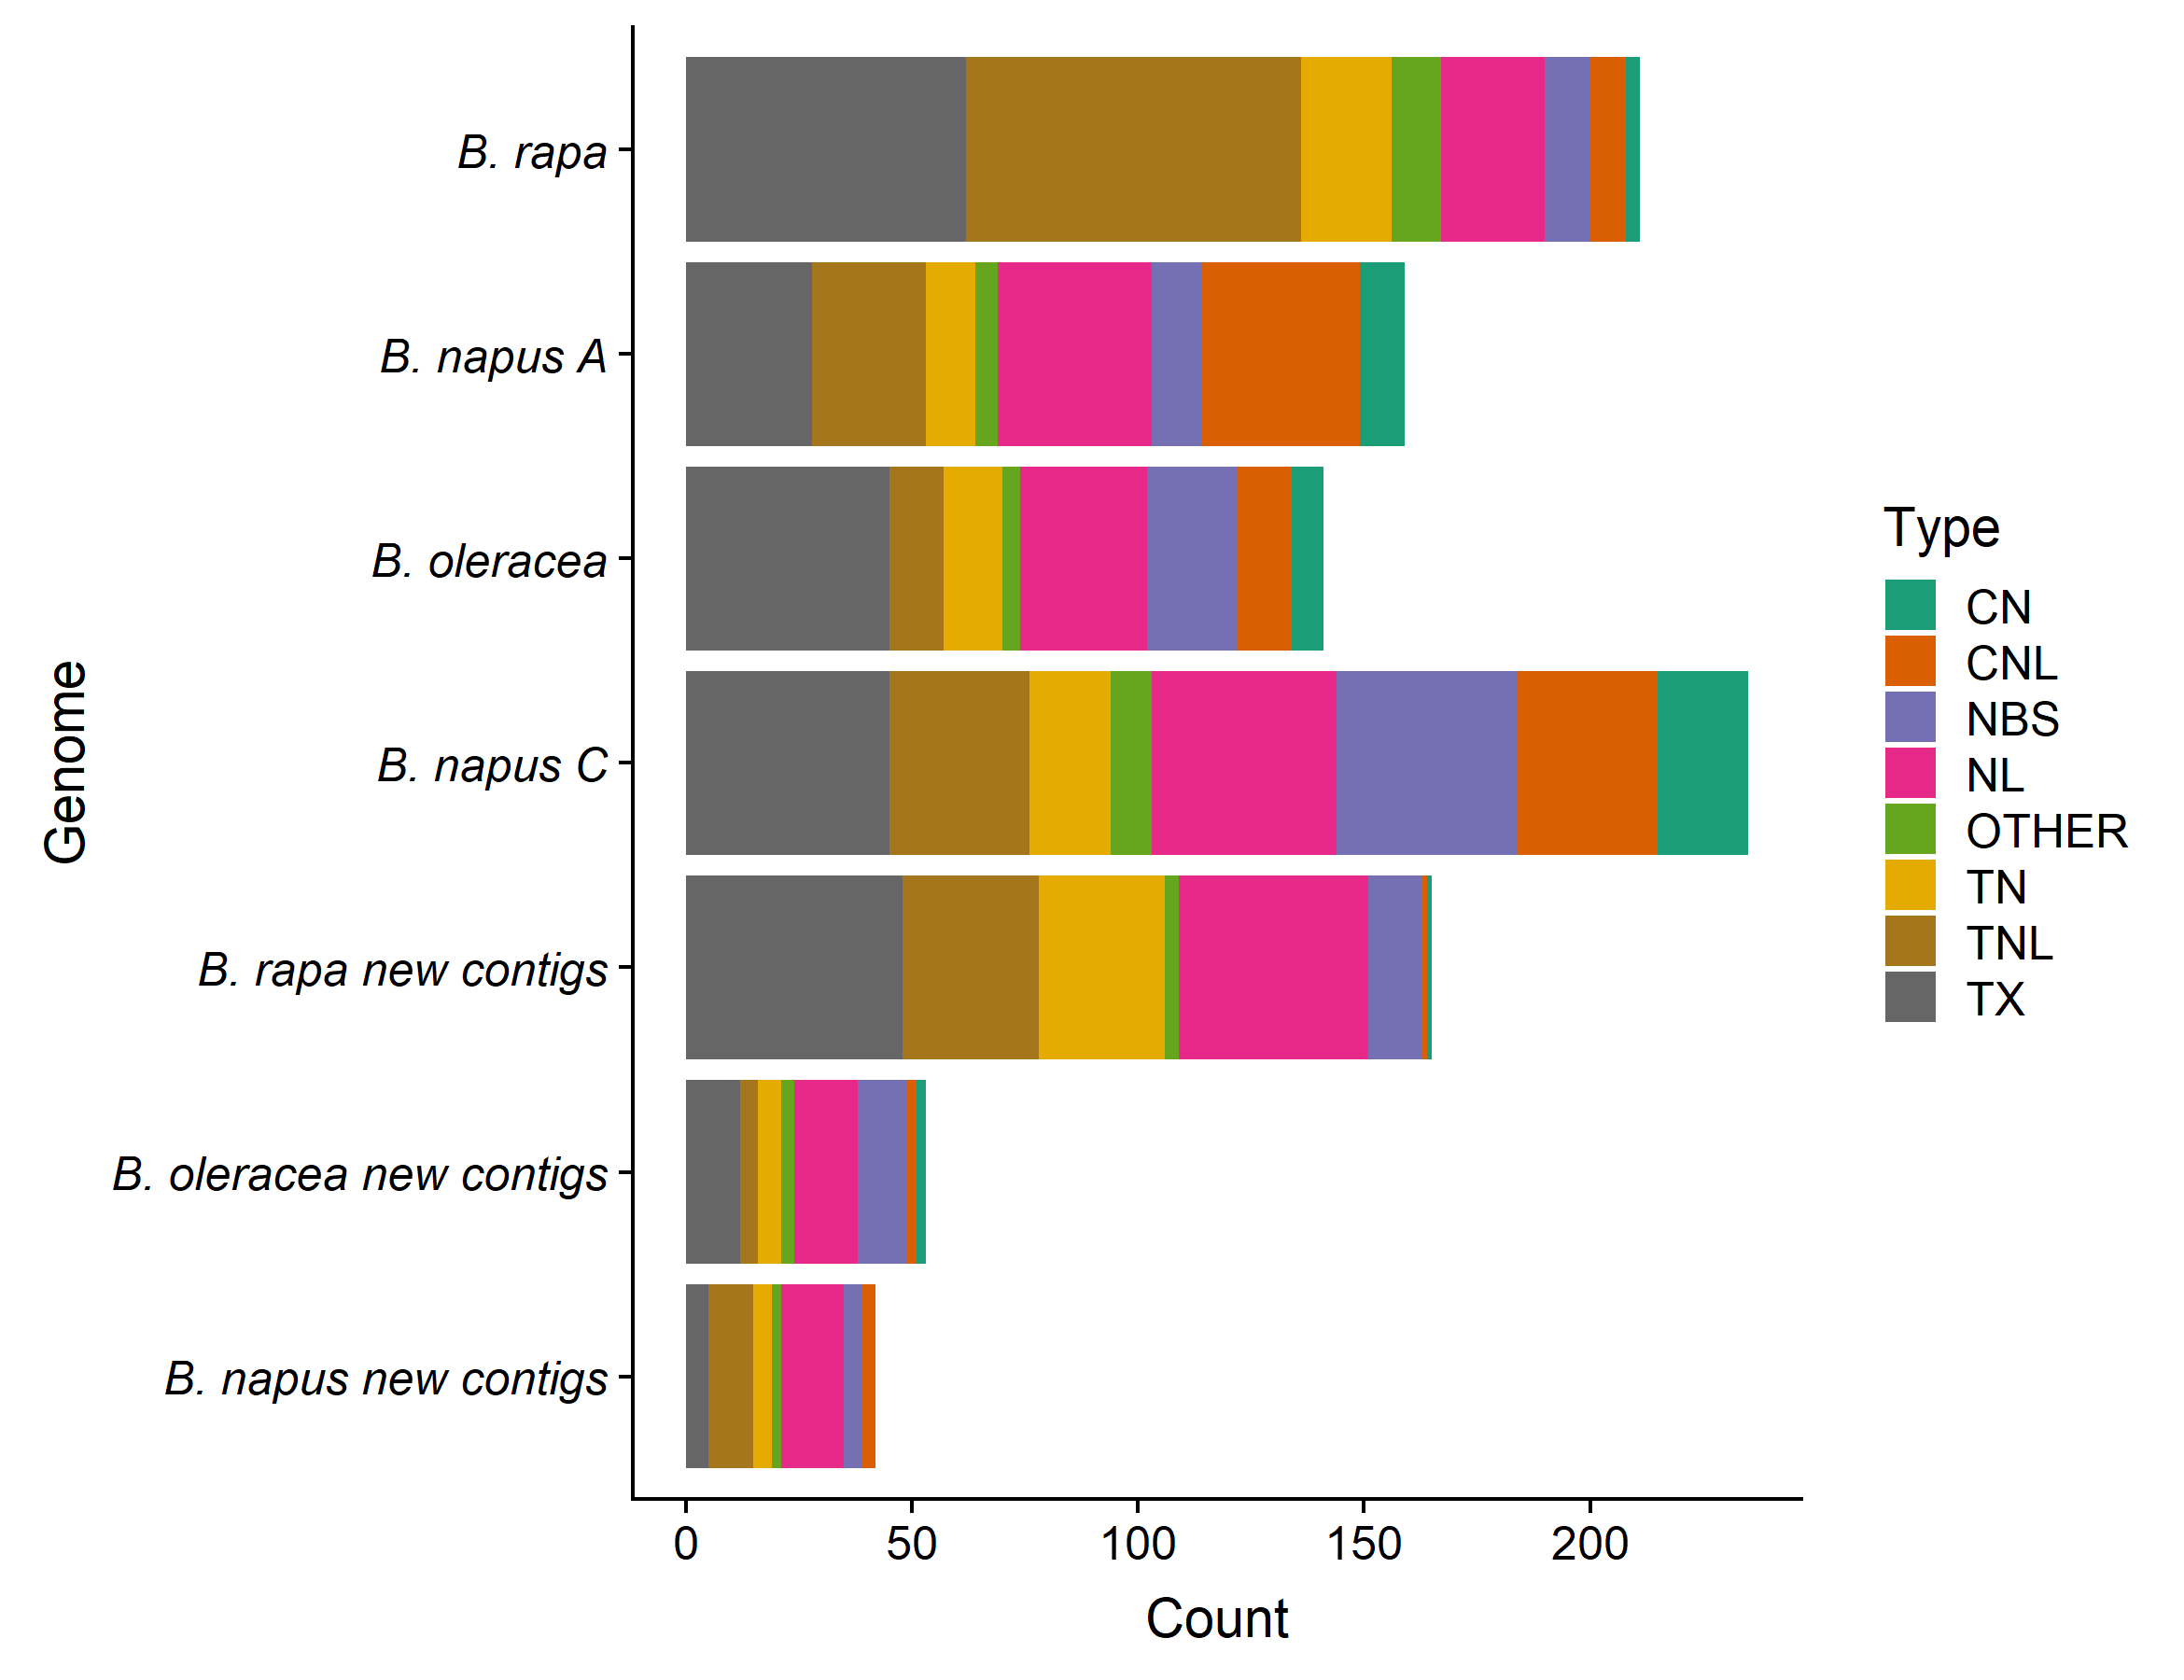 B. rapa
B. napus A
B. oleracea
B. napus C
B. rapa new contigs
B. oleracea new contigs
B. napus new contigs
Genome
0 50 100 150 200
Count
Type
CN
CNL
NBS
NL
OTHER
TN
TNL
TX